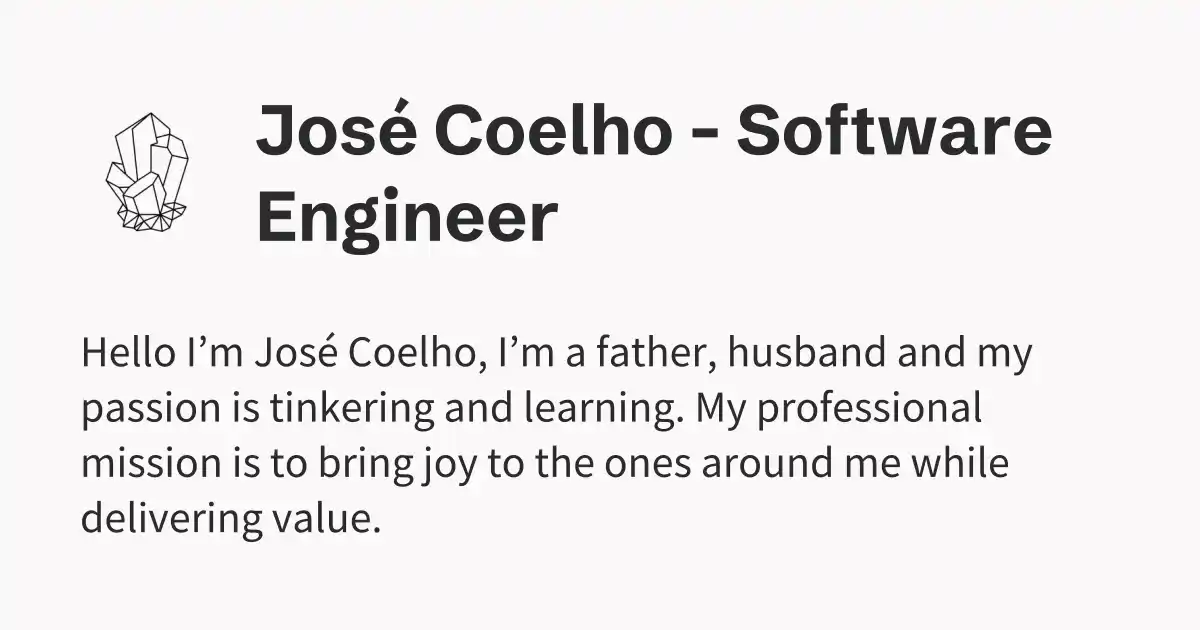 José Coelho - Software
Engineer
Hello I’m José Coelho, I’m a father, husband and my
passion is tinkering and learning. My professional
mission is to bring joy to the ones around me while
delivering value.